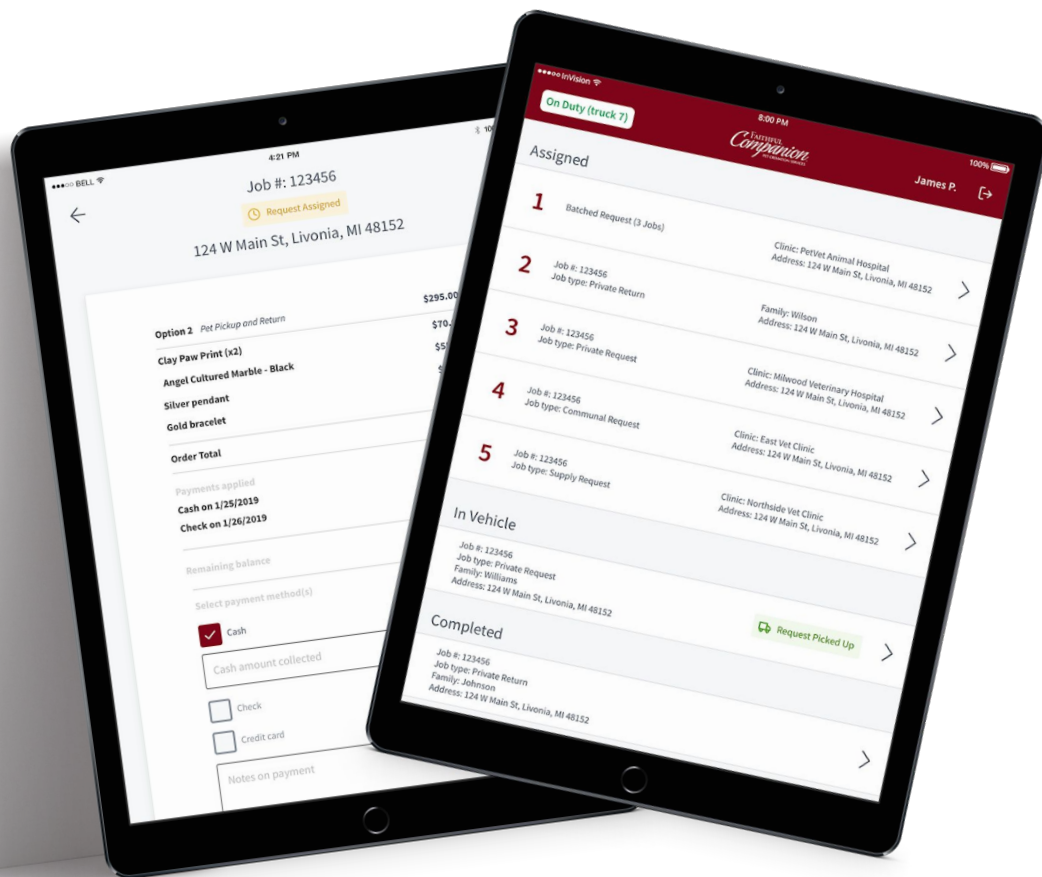 BELL
4:21 PM
Job #: 123456
Request Assigned
124 W Main St, Livonia, MI 48152
Option 2 Pet Pickup and Return
$295.00
Clay Paw Print (x2)
Angel Cultured Marble - Black
Silver pendant
Gold bracelet
Order Total
Payments applied
Cash on 1/25/2019
Check on 1/26/2019
Remaining balance
Select payment method(s)
Cash
Cash amount collected
Check
Credit card
Notes on payment
InVision
8:00 PM
100%
On Duty (truck 7)
FAITHFUL
Companion
PET CREMATION SERVICES
James P.
Assigned
1
Batched Request (3 Jobs)
Clinic: PetVet Animal Hospital
Address: 124 W Main St, Livonia, MI 48152
2
Job #: 123456
Job type: Private Return
Family: Wilson
Address: 124 W Main St, Livonia, MI 48152
3
Job #: 123456
Job type: Private Request
Clinic: Milwood Veterinary Hospital
Address: 124 W Main St, Livonia, MI 48152
4
Job #: 123456
Job type: Communal Request
Clinic: East Vet Clinic
Address: 124 W Main St, Livonia, MI 48152
5
Job #: 123456
Job type: Supply Request
Clinic: Northside Vet Clinic
Address: 124 W Main St, Livonia, MI 48152
In Vehicle
Job #: 123456
Job type: Private Request
Family: Williams
Address: 124 W Main St, Livonia, MI 48152
Request Picked Up
Completed
Job #: 123456
Job type: Private Return
Family: Johnson
Address: 124 W Main St, Livonia, MI 48152